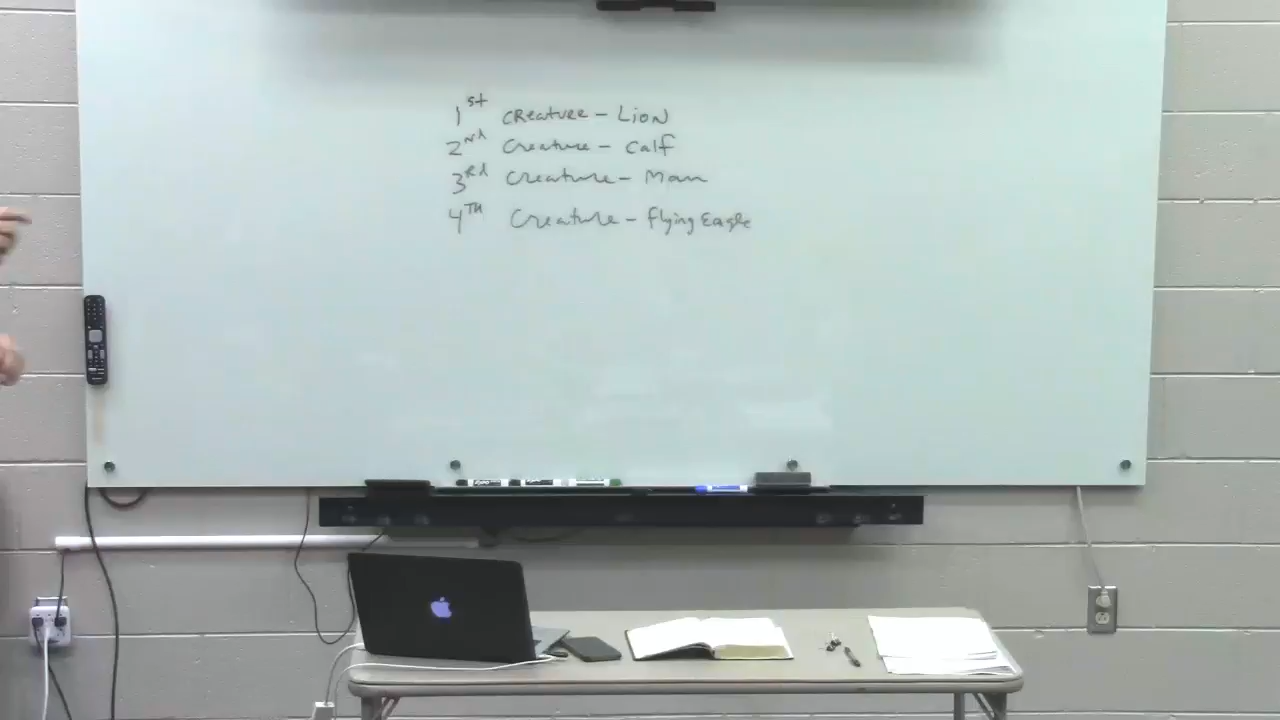 1st Creature - Lion
2nd Creature - Calf
3rd Creature - Man
4TH Creature - Flying Eagle